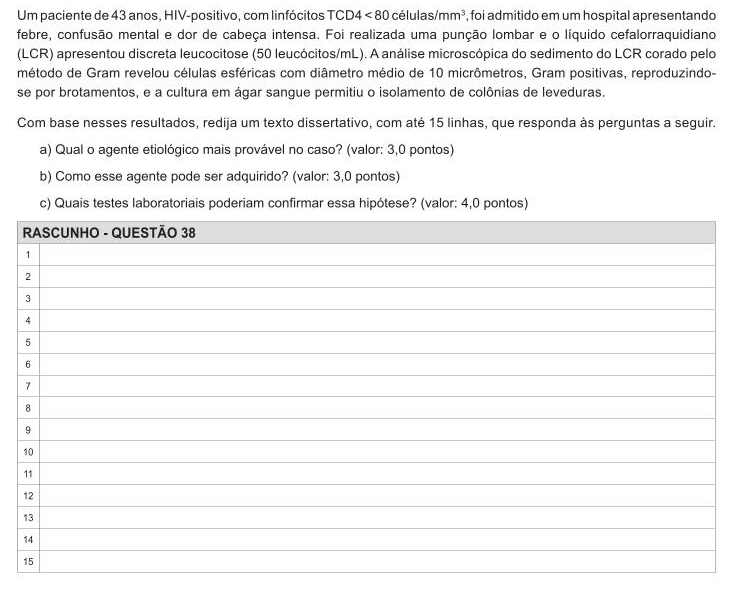 Um paciente de 43 anos, HIV-positivo, com linfócitos TCD4 < 80 células/mm³, foi admitido em um hospital apresentando
febre, confusão mental e dor de cabeça intensa. Foi realizada uma punção lombar e o líquido cefalorraquidiano
(LCR) apresentou discreta leucocitose (50 leucócitos/mL). A análise microscópica do sedimento do LCR corado pelo
método de Gram revelou células esféricas com diâmetro médio de 10 micrômetros, Gram positivas, reproduzindo-
se por brotamentos, e a cultura em ágar sangue permitiu o isolamento de colônias de leveduras.
Com base nesses resultados, redija um texto dissertativo, com até 15 linhas, que responda às perguntas a seguir.
a) Qual o agente etiológico mais provável no caso? (valor: 3,0 pontos)
b) Como esse agente pode ser adquirido? (valor: 3,0 pontos)
c) Quais testes laboratoriais poderiam confirmar essa hipótese? (valor: 4,0 pontos)
RASCUNHO - QUESTÃO 38
1
2
3
4
5
6
7
8
9
10
11
12
13
14
15